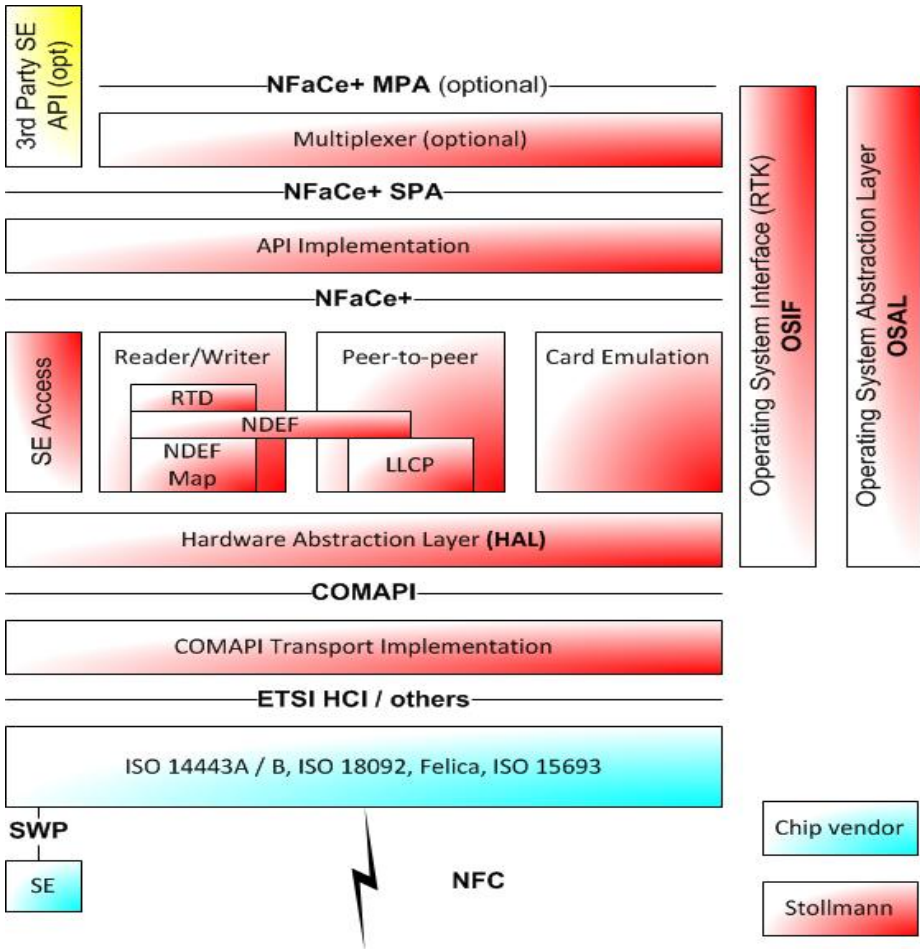 3rd Party SE
API (opt)
NFaCe+ MPA (optional)
Multiplexer (optional)
NFaCe+ SPA
API Implementation
NFaCe+
SE Access
Reader/Writer
RTD
NDEF
NDEF
Map
Peer-to-peer
LLCP
Card Emulation
Hardware Abstraction Layer (HAL)
COMAPI
COMAPI Transport Implementation
ETSI HCI / others
ISO 14443A / B, ISO 18092, Felica, ISO 15693
SWP
SE
NFC
Operating System Interface (RTK)
OSIF
Operating System Abstraction Layer
OSAL
Chip vendor
Stollmann